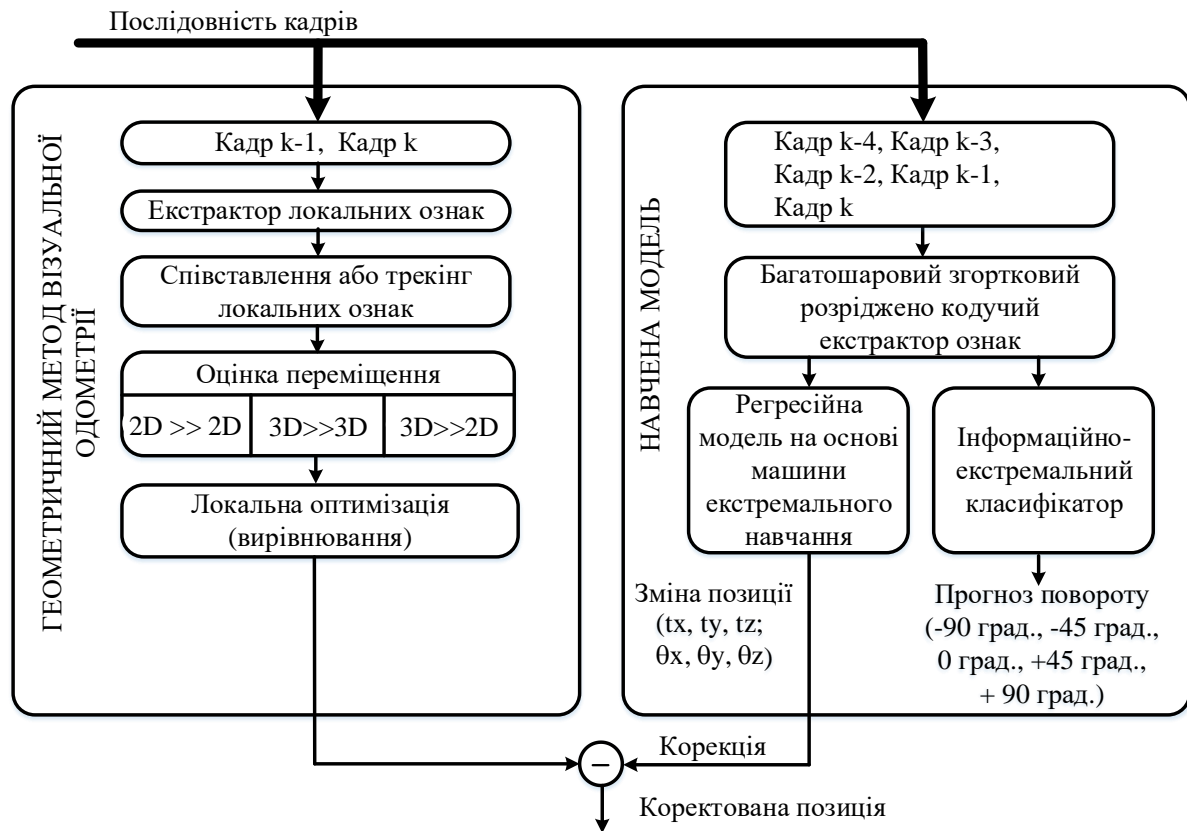 Послідовність кадрів
ГЕОМЕТРИЧНИЙ МЕТОД ВІЗУАЛЬНОЇ
ОДОМЕТРІЇ
Кадр k-1, Кадр k
Екстрактор локальних ознак
Співставлення або трекінг
локальних ознак
Оцінка переміщення
2D >> 2D
3D>>3D
3D>>2D
Локальна оптимізація
(вирівнювання)
НАВЧЕНА МОДЕЛЬ
Кадр k-4, Кадр k-3,
Кадр k-2, Кадр k-1,
Кадр k
Багатошаровий згортковий
розріджено кодучий
екстрактор ознак
Регресійна
модель на основі
машини
екстремального
навчання
Інформаційно-
екстремальний
класифікатор
Зміна позиції
(tx, ty, tz;
θx, θy, θz)
Прогноз повороту
(-90 град., -45 град.,
0 град., +45 град.,
+ 90 град.)
Корекція
−
Коректована позиція